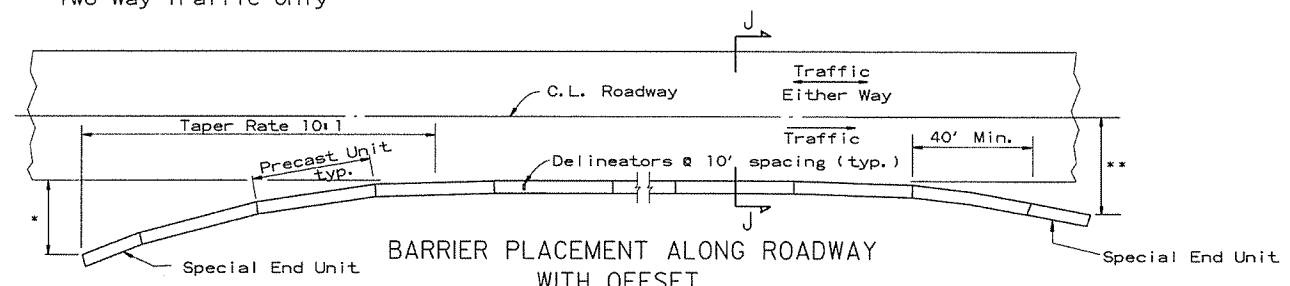 Two Way Traffic Only
J
Traffic
Either Way
C.L. Roadway
Taper Rate 10:1
Traffic
40' Min.
Precast Unit
typ.
Delineators @ 10' spacing (typ.)
**
*
J
BARRIER PLACEMENT ALONG ROADWAY
WITH OFFSET
Special End Unit
Special End Unit